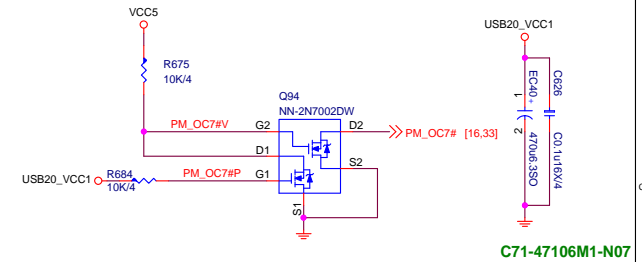 VCC5
R675
10K/4
Q94
NN-2N7002DW
PM_OC7#V
G2
D2
PM_OC7# [16,33]
D1
S2
USB20_VCC1
R684
10K/4
PM_OC7#P
G1
S1
USB20_VCC1
EC40
+
1
2
470u6.3SO
C626
C0.1u16X/4
C71-47106M1-N07